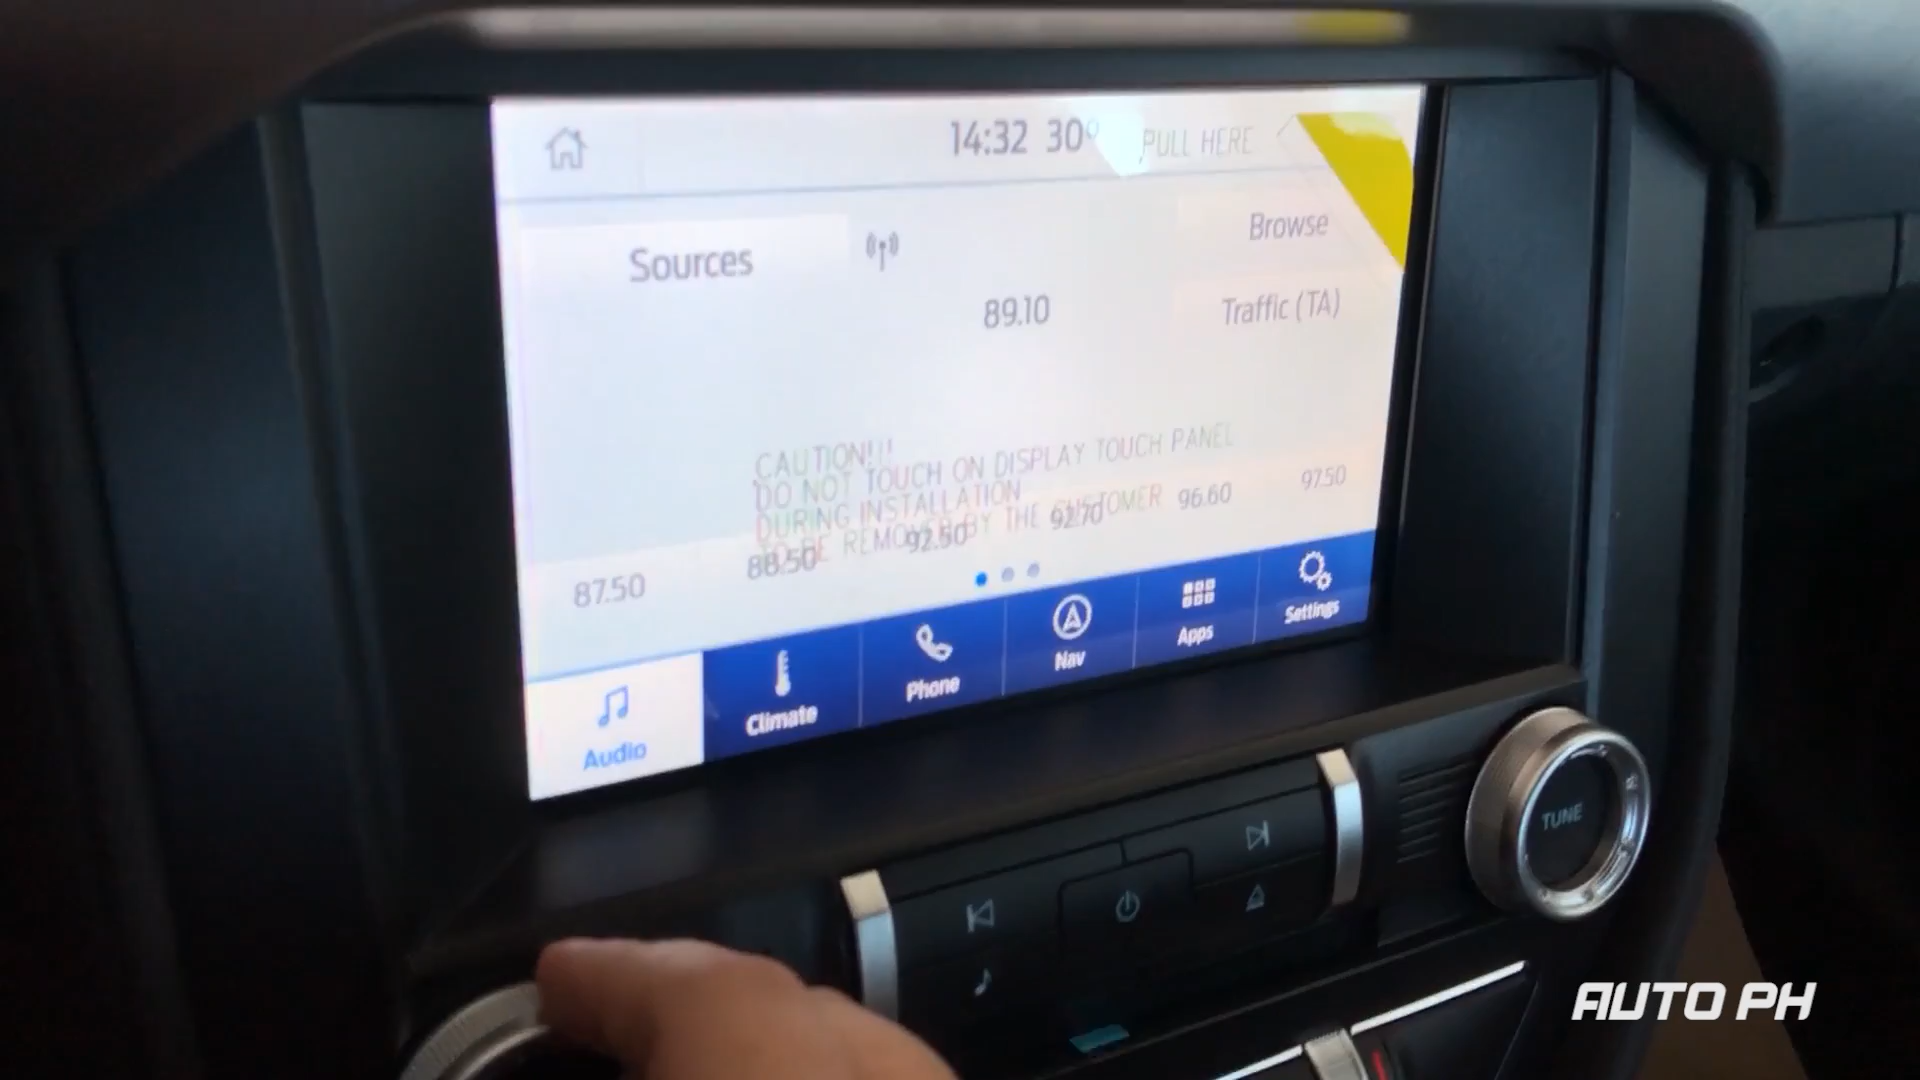 14:32 30°
PULL HERE
Sources
Browse
89.10
Traffic (TA)
CAUTION!!!
DO NOT TOUCH ON DISPLAY TOUCH PANEL
DURING INSTALLATION
TO BE REMOVED BY THE CUSTOMER
87.50 88.50 92.50 92.70 96.60 97.50
Audio Climate Phone Nav Apps Settings
TUNE
AUTO PH